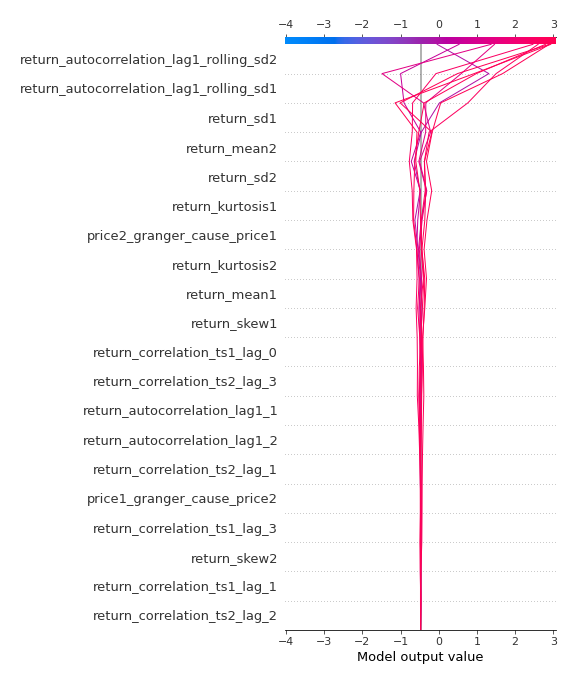 −4 −3 −2 −1 0 1 2 3
return_autocorrelation_lag1_rolling_sd2
return_autocorrelation_lag1_rolling_sd1
return_sd1
return_mean2
return_sd2
return_kurtosis1
price2_granger_cause_price1
return_kurtosis2
return_mean1
return_skew1
return_correlation_ts1_lag_0
return_correlation_ts2_lag_3
return_autocorrelation_lag1_1
return_autocorrelation_lag1_2
return_correlation_ts2_lag_1
price1_granger_cause_price2
return_correlation_ts1_lag_3
return_skew2
return_correlation_ts1_lag_1
return_correlation_ts2_lag_2
−4 −3 −2 −1 0 1 2 3
Model output value